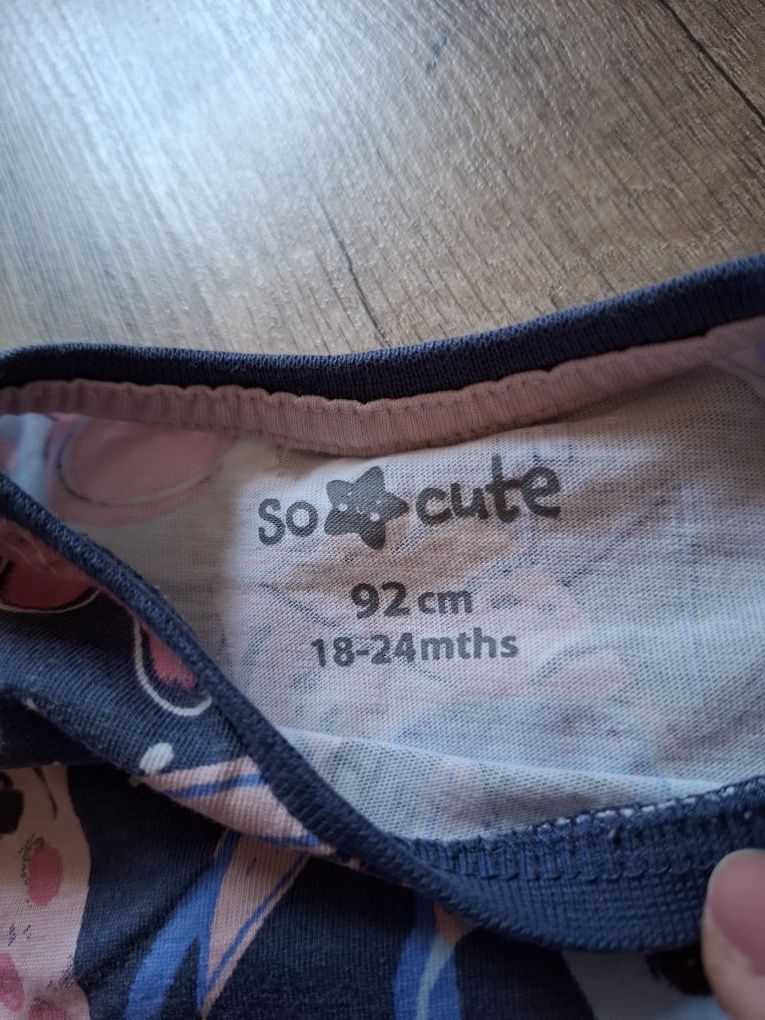 so cute
92 cm
18-24mths